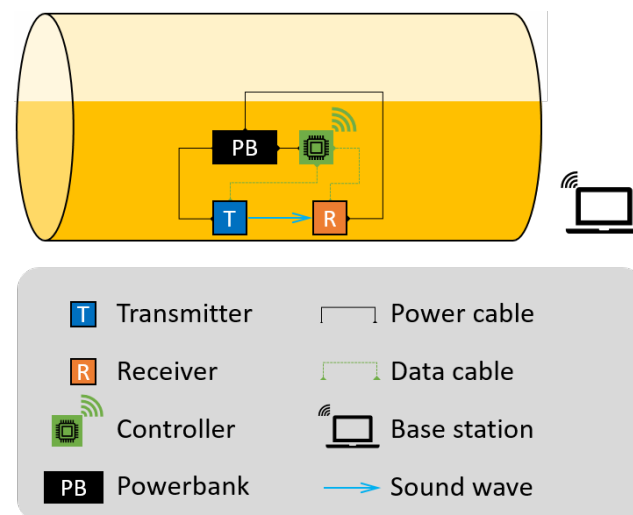 PB
T
R
T Transmitter Power cable
R Receiver Data cable
Controller Base station
PB Powerbank Sound wave